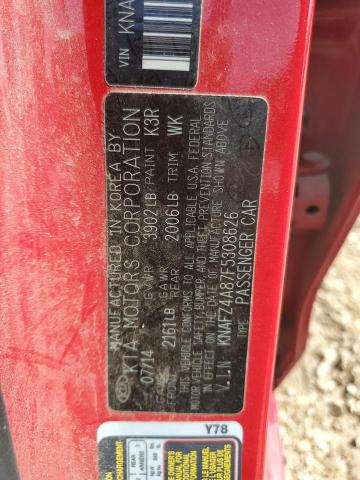 VIN KNA
MANUFACTURED IN KOREA BY
KIA MOTORS CORPORATION
07/14 GVWR 3902LB PAINT K3R
GAWR FRONT 2161LB GAWR REAR 2006LB TRIM WK
THIS VEHICLE CONFORMS TO ALL APPLICABLE U.S.A. FEDERAL
MOTOR VEHICLE SAFETY, BUMPER, AND THEFT PREVENTION STANDARDS
IN EFFECT ON THE DATE OF MANUFACTURE SHOWN ABOVE
V.I.N KNAFZ4A87F5308626
TYPE PASSENGER CAR
Y78